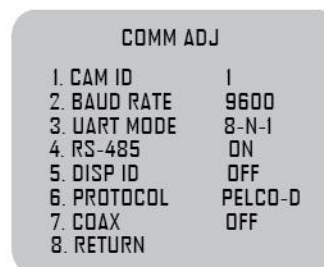 COMM ADJ
1. CAM ID 1
2. BAUD RATE 9600
3. UART MODE 8-N-1
4. RS-485 ON
5. DISP ID OFF
6. PROTOCOL PELCO-D
7. COAX OFF
8. RETURN